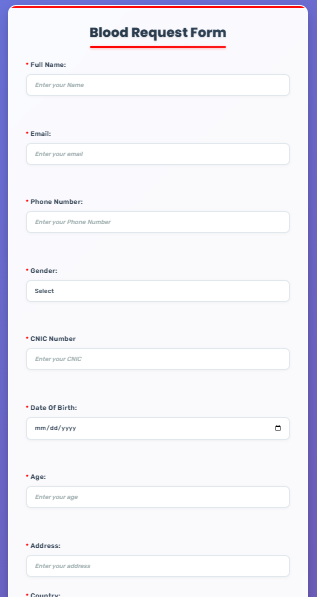 Blood Request Form
* Full Name:
Enter your Name
* Email:
Enter your email
* Phone Number:
Enter your Phone Number
* Gender:
Select
* CNIC Number
Enter your CNIC
* Date Of Birth:
mm/dd/yyyy
* Age:
Enter your age
* Address:
Enter your address
* Country: